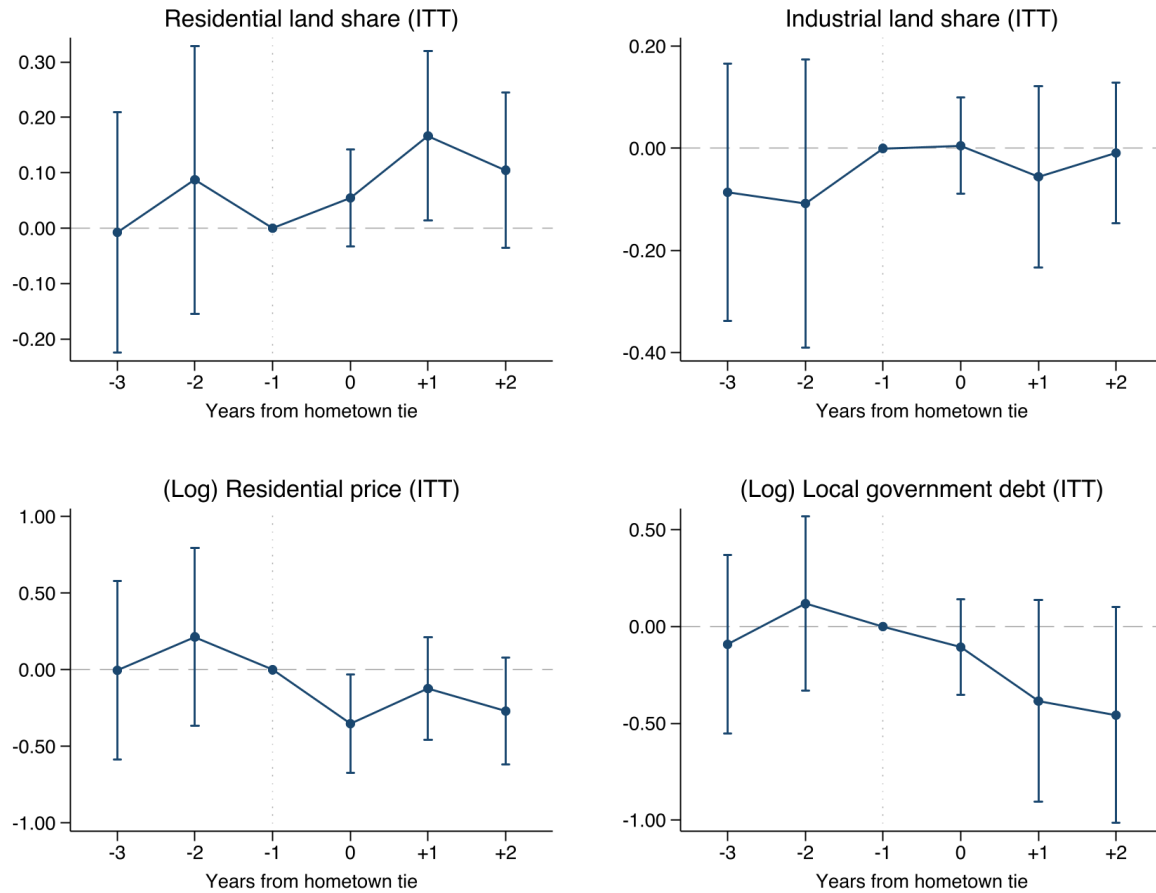 Residential land share (ITT)
0.30
0.20
0.10
0.00
-0.10
-0.20
-3 -2 -1 0 +1 +2
Years from hometown tie
Industrial land share (ITT)
0.20
0.00
-0.20
-0.40
-3 -2 -1 0 +1 +2
Years from hometown tie
(Log) Residential price (ITT)
1.00
0.50
0.00
-0.50
-1.00
-3 -2 -1 0 +1 +2
Years from hometown tie
(Log) Local government debt (ITT)
0.50
0.00
-0.50
-1.00
-3 -2 -1 0 +1 +2
Years from hometown tie